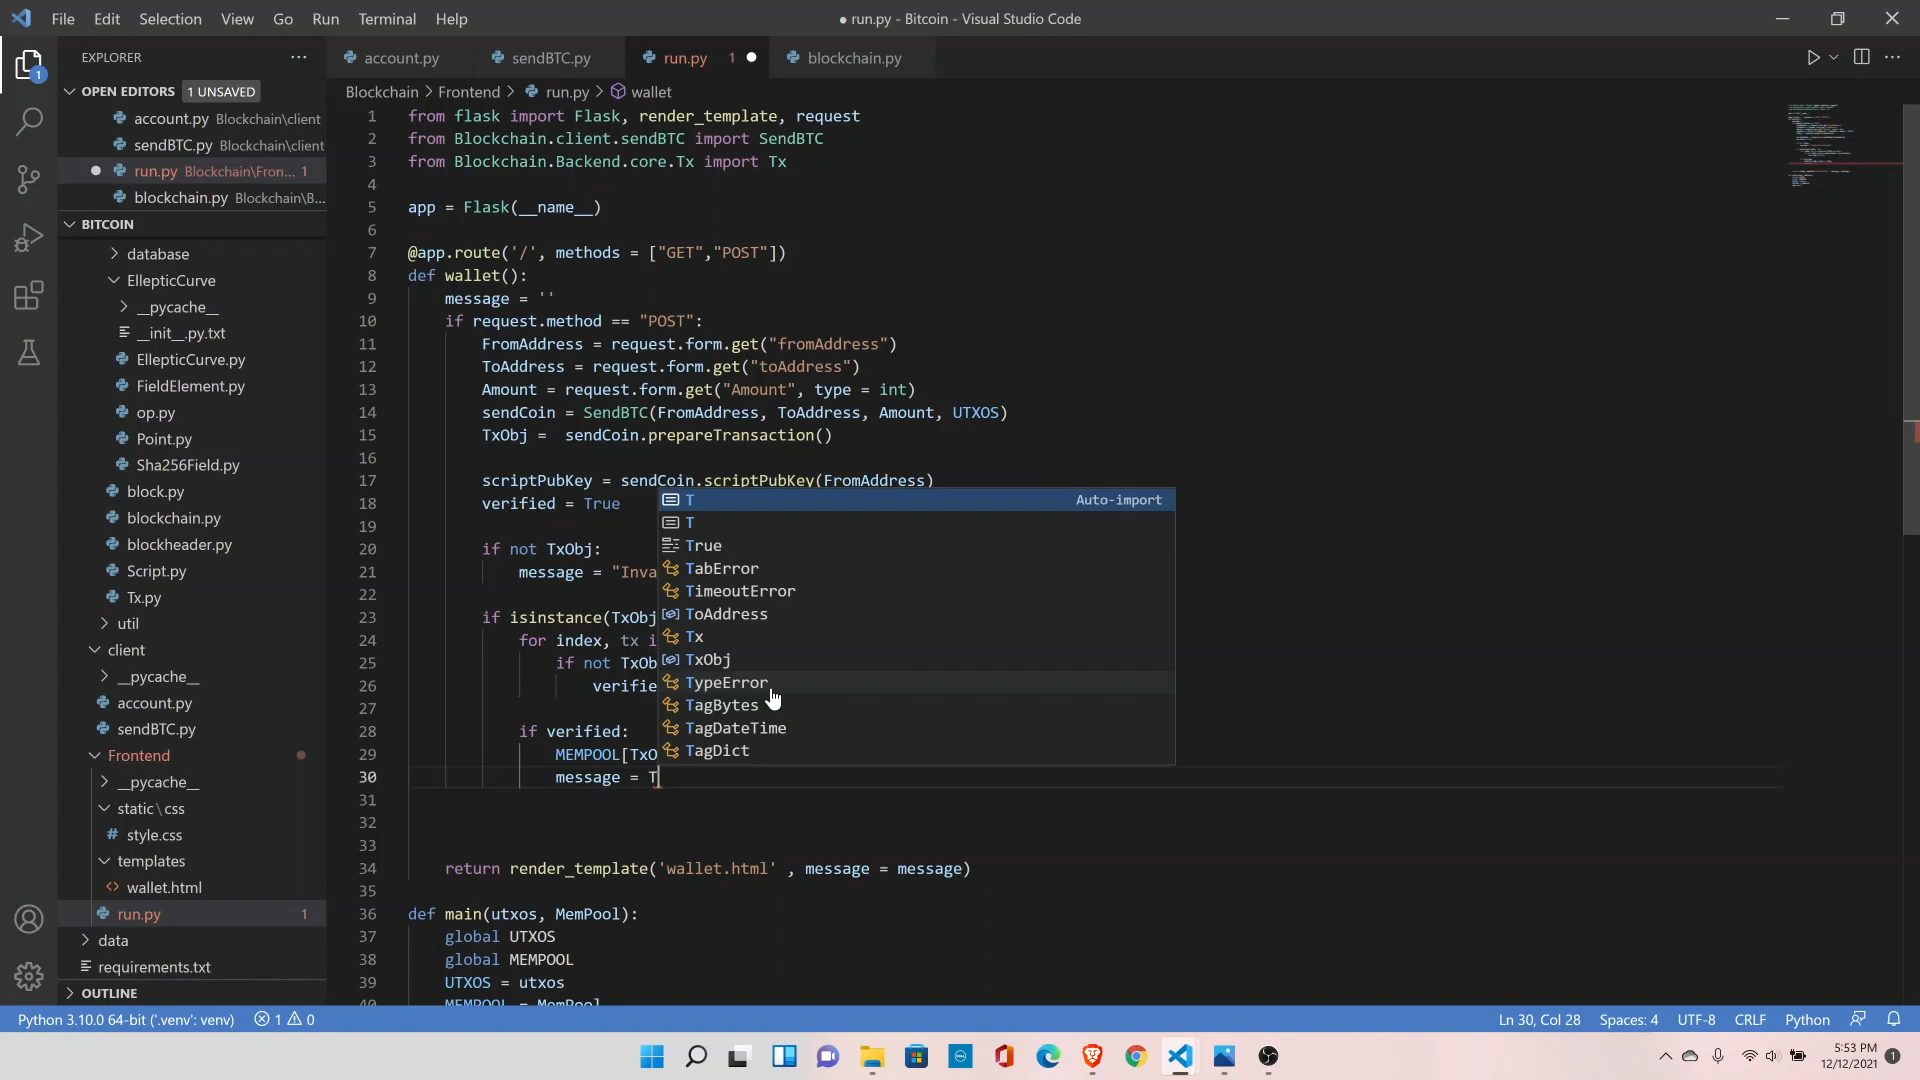 File Edit Selection View Go Run Terminal Help
● run.py - Bitcoin - Visual Studio Code
EXPLORER
OPEN EDITORS 1 UNSAVED
account.py Blockchain\client
sendBTC.py Blockchain\client
run.py Blockchain\Fron... 1
blockchain.py Blockchain\B...
BITCOIN
database
EllepticCurve
__pycache__
__init__.py.txt
EllepticCurve.py
FieldElement.py
op.py
Point.py
Sha256Field.py
block.py
blockchain.py
blockheader.py
Script.py
Tx.py
util
client
__pycache__
account.py
sendBTC.py
Frontend
__pycache__
static\css
style.css
templates
wallet.html
run.py 1
data
requirements.txt
OUTLINE
1
account.py sendBTC.py run.py 1 blockchain.py
Blockchain > Frontend > run.py > wallet
1 from flask import Flask, render_template, request
2 from Blockchain.client.sendBTC import SendBTC
3 from Blockchain.Backend.core.Tx import Tx
4
5 app = Flask(__name__)
6
7 @app.route('/', methods = ["GET","POST"])
8 def wallet():
9 message = ''
10 if request.method == "POST":
11 FromAddress = request.form.get("fromAddress")
12 ToAddress = request.form.get("toAddress")
13 Amount = request.form.get("Amount", type = int)
14 sendCoin = SendBTC(FromAddress, ToAddress, Amount, UTXOS)
15 TxObj = sendCoin.prepareTransaction()
16
17 scriptPubKey = sendCoin.scriptPubKey(FromAddress)
18 verified = True
19
20 if not TxObj:
21 message = "Inva
22
23 if isinstance(TxObj
24 for index, tx i
25 if not TxOb
26 verifie
27
28 if verified:
29 MEMPOOL[TxO
30 message = T
31
32
33
34 return render_template('wallet.html' , message = message)
35
36 def main(utxos, MemPool):
37 global UTXOS
38 global MEMPOOL
39 UTXOS = utxos
40 MEMPOOL = MemPool
T Auto-import
T
True
TabError
TimeoutError
ToAddress
Tx
TxObj
TypeError
TagBytes
TagDateTime
TagDict
Python 3.10.0 64-bit ('.venv': venv) 1 0 Ln 30, Col 28 Spaces: 4 UTF-8 CRLF Python
5:53 PM
12/12/2021 1